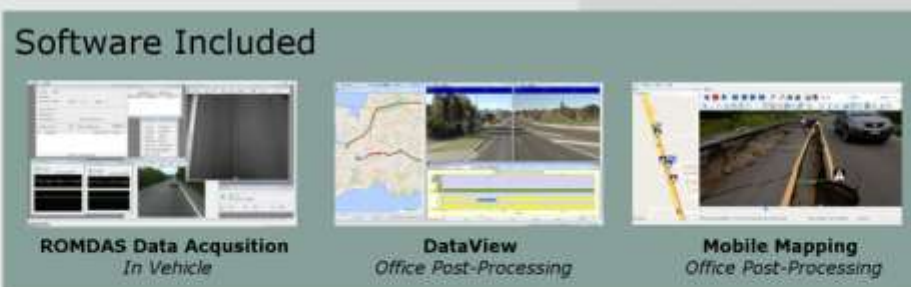 Software Included
ROMDAS Data Acqusition
In Vehicle
DataView
Office Post-Processing
Mobile Mapping
Office Post-Processing